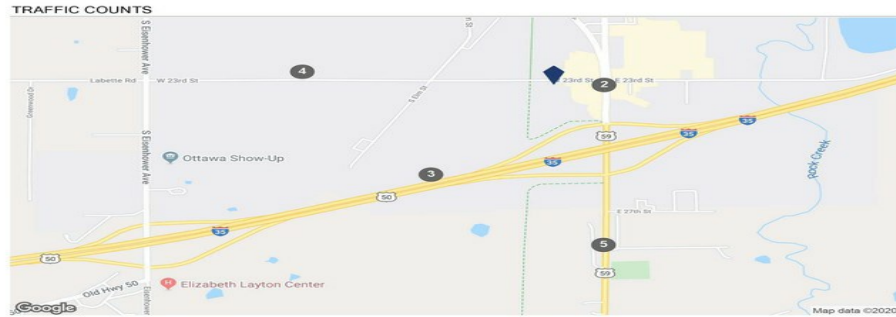 TRAFFIC COUNTS
S Eisenhower Ave
Labette Rd
W 23rd St
4
S Elm St
W 23rd St
2
E 23rd St
59
35
35
35
S Eisenhower Ave
Ottawa Show-Up
3
50
Rock Creek
E 27th St
35
5
50
59
Old Hwy 50
Eisenhower
H
Elizabeth Layton Center
Google
Map data ©2020